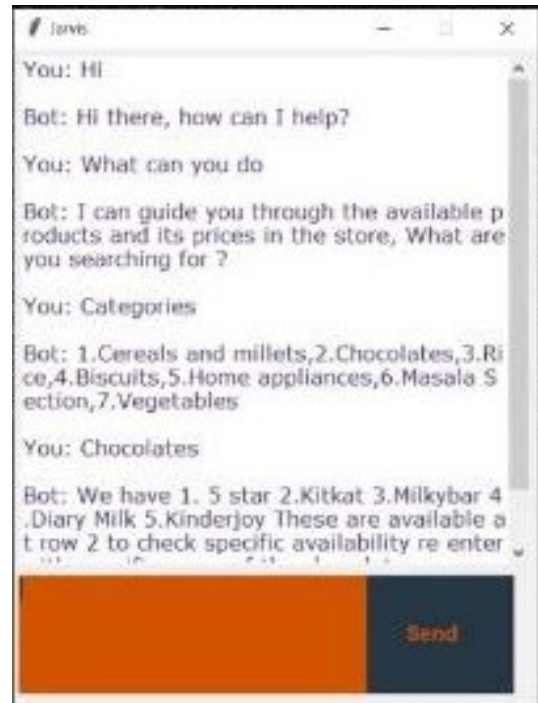 Jarvis
You: Hi
Bot: Hi there, how can I help?
You: What can you do
Bot: I can guide you through the available p
roducts and its prices in the store, What are
you searching for ?
You: Categories
Bot: 1.Cereals and millets,2.Chocolates,3.Ri
ce,4.Biscuits,5.Home appliances,6.Masala S
ection,7.Vegetables
You: Chocolates
Bot: We have 1. 5 star 2.Kitkat 3.Milkybar 4
.Diary Milk 5.Kinderjoy These are available a
t row 2 to check specific availability re enter
Send